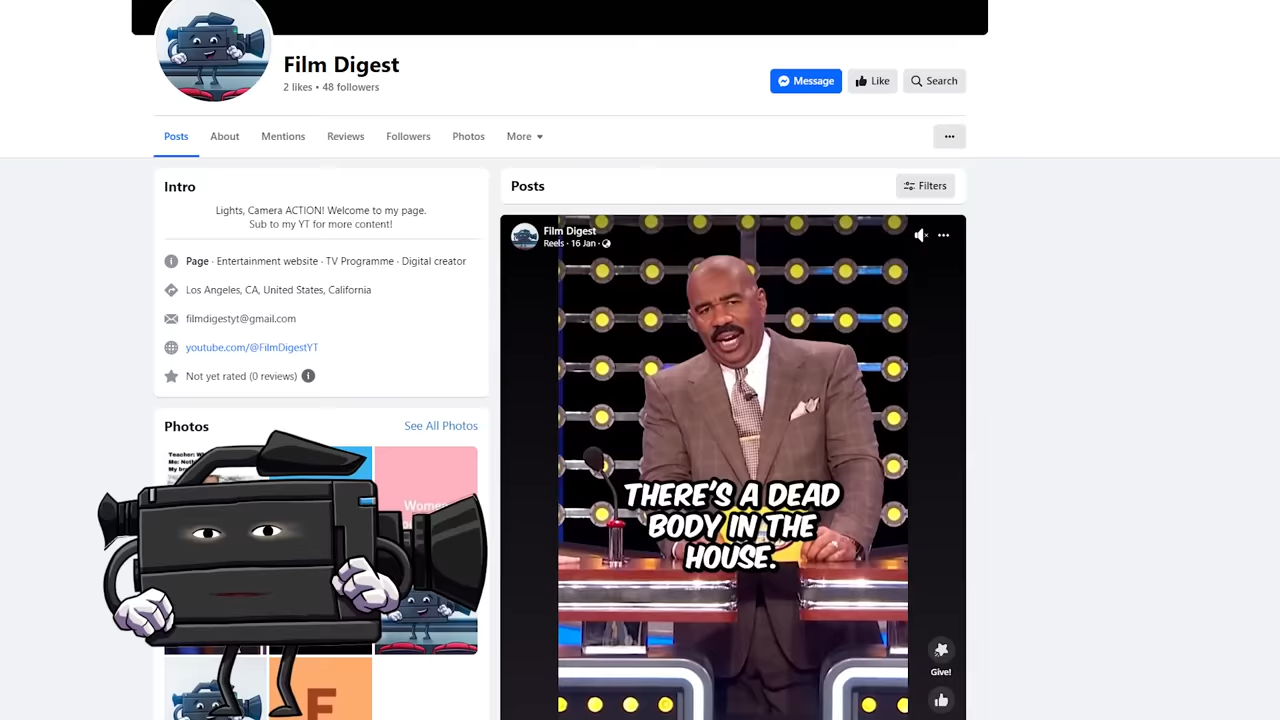 Film Digest
2 likes • 48 followers
Message
Like
Search
Posts
About
Mentions
Reviews
Followers
Photos
More
Intro
Lights, Camera ACTION! Welcome to my page.
Sub to my YT for more content!
Page · Entertainment website · TV Programme · Digital creator
Los Angeles, CA, United States, California
filmdigestyt@gmail.com
youtube.com/@FilmDigestYT
Not yet rated (0 reviews)
Photos
See All Photos
Teacher:
Me:
My
F
Posts
Filters
Film Digest
Reels · 16 Jan ·
THERE'S A DEAD
BODY IN THE
HOUSE.
Give!